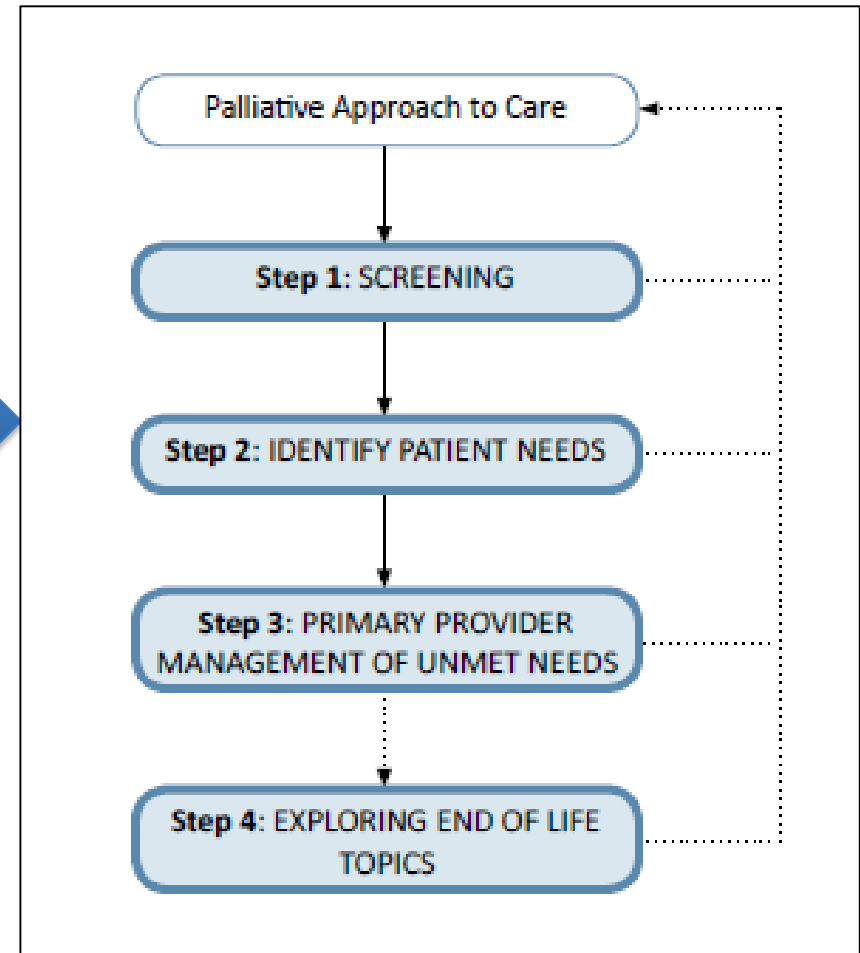 Palliative Approach to Care
Step 1: SCREENING
Step 2: IDENTIFY PATIENT NEEDS
Step 3: PRIMARY PROVIDER
MANAGEMENT OF UNMET NEEDS
Step 4: EXPLORING END OF LIFE
TOPICS